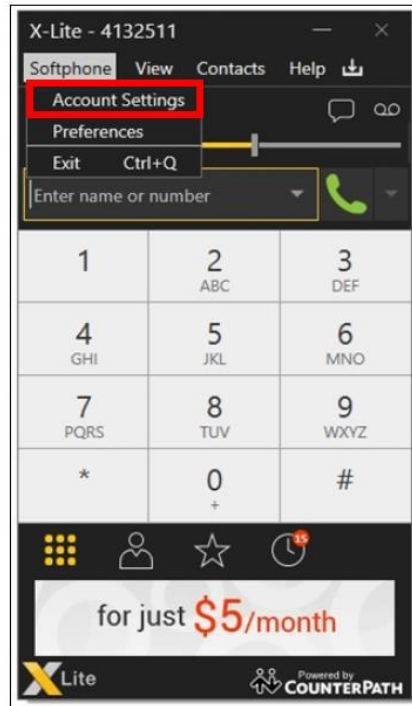 X-Lite - 4132511
Softphone View Contacts Help
Account Settings
Preferences
Exit Ctrl+Q
Enter name or number
1 2 3
ABC DEF
4 5 6
GHI JKL MNO
7 8 9
PQRS TUV WXYZ
* 0 #
+
15
for just $5/month
X Lite
Powered by
COUNTERPATH